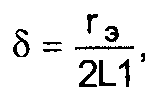 δ = rэ / 2L1,